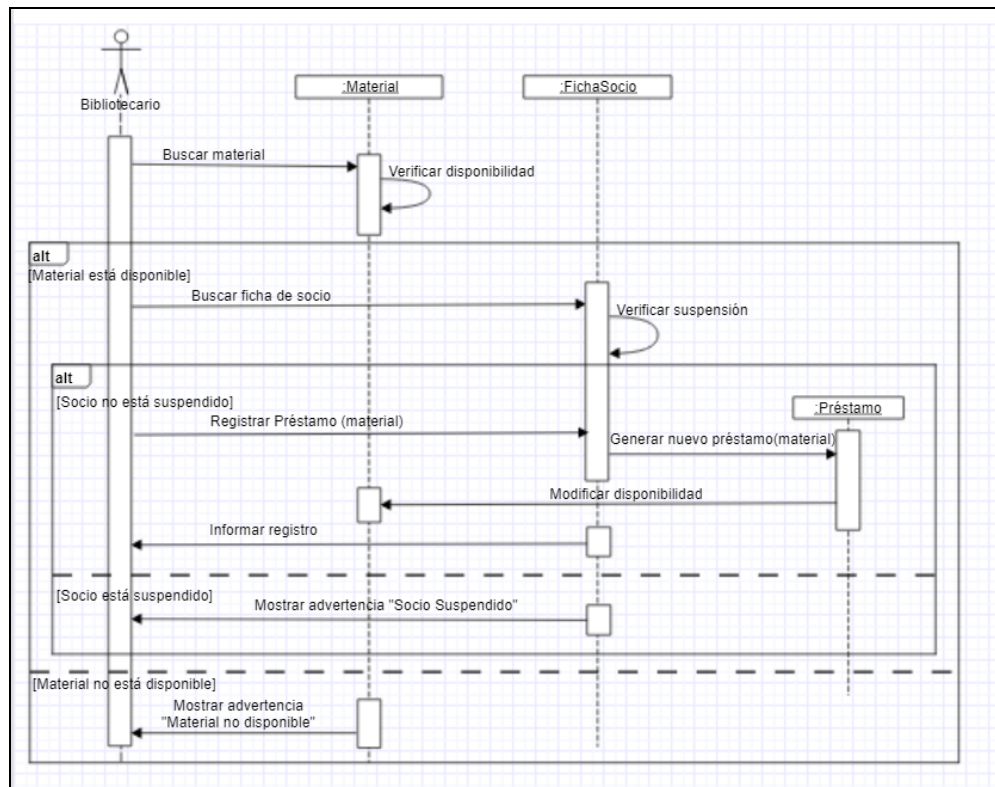 Bibliotecario
:Material
:FichaSocio
Buscar material
Verificar disponibilidad
alt
[Material está disponible]
Buscar ficha de socio
Verificar suspensión
alt
[Socio no está suspendido]
:Préstamo
Registrar Préstamo (material)
Generar nuevo préstamo(material)
Modificar disponibilidad
Informar registro
[Socio está suspendido]
Mostrar advertencia "Socio Suspendido"
[Material no está disponible]
Mostrar advertencia
"Material no disponible"